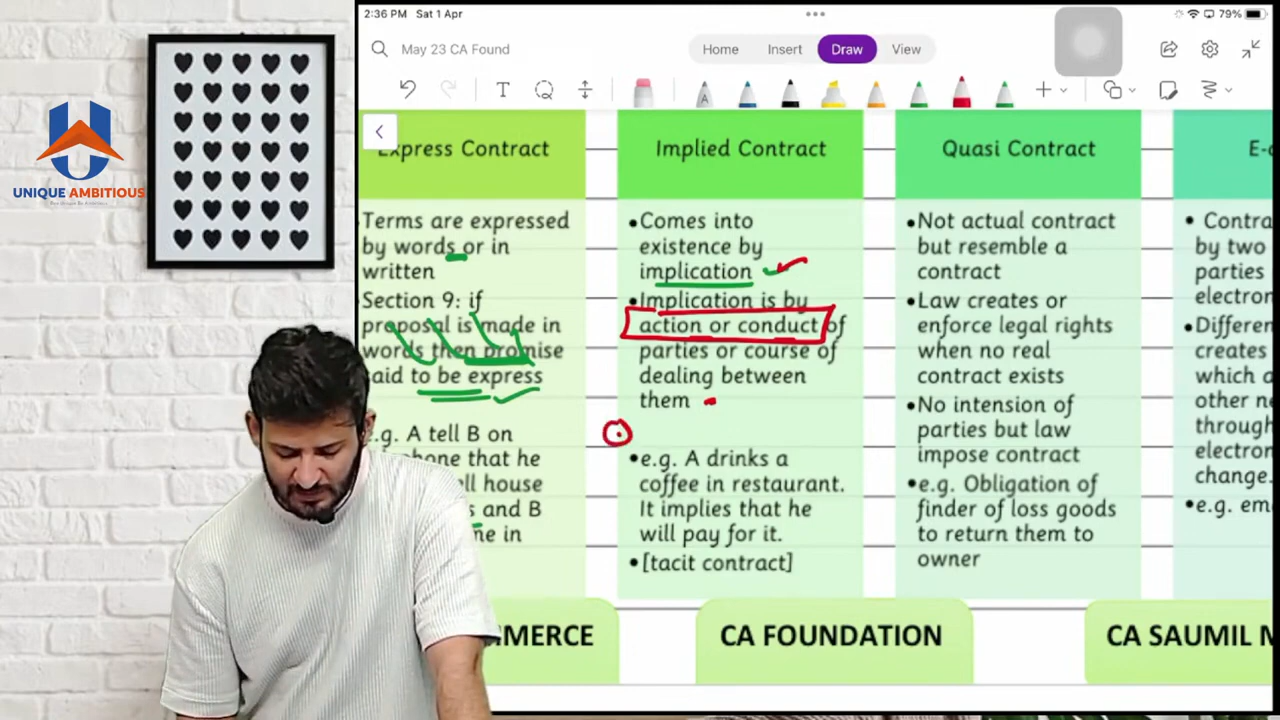 2:36 PM Sat 1 Apr
79%
May 23 CA Found
Home Insert Draw View
UNIQUE AMBITIOUS
Express Contract
Terms are expressed
by words or in
written
Section 9: if
proposal is made in
words then promise
said to be express
e.g. A tell B on
phone that he
sell house
and B
in
Implied Contract
•Comes into
existence by
implication
•Implication is by
action or conduct of
parties or course of
dealing between
them
•e.g. A drinks a
coffee in restaurant.
It implies that he
will pay for it.
•[tacit contract]
Quasi Contract
•Not actual contract
but resemble a
contract
•Law creates or
enforce legal rights
when no real
contract exists
•No intension of
parties but law
impose contract
•e.g. Obligation of
finder of loss goods
to return them to
owner
E-
• Contra
by two
parties
electron
•Differen
creates
which a
other ne
through
electron
change.
•e.g. em
MMERCE
CA FOUNDATION
CA SAUMIL M